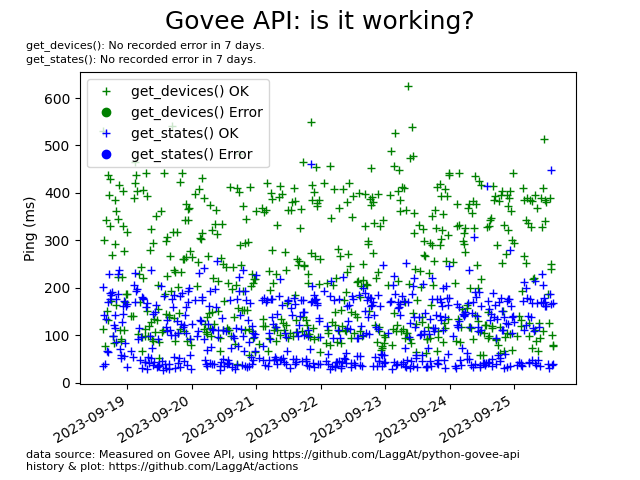 Govee API: is it working?
get_devices(): No recorded error in 7 days.
get_states(): No recorded error in 7 days.
get_devices() OK
get_devices() Error
get_states() OK
get_states() Error
Ping (ms)
600
500
400
300
200
100
0
2023-09-19
2023-09-20
2023-09-21
2023-09-22
2023-09-23
2023-09-24
2023-09-25
data source: Measured on Govee API, using https://github.com/LaggAt/python-govee-api
history & plot: https://github.com/LaggAt/actions